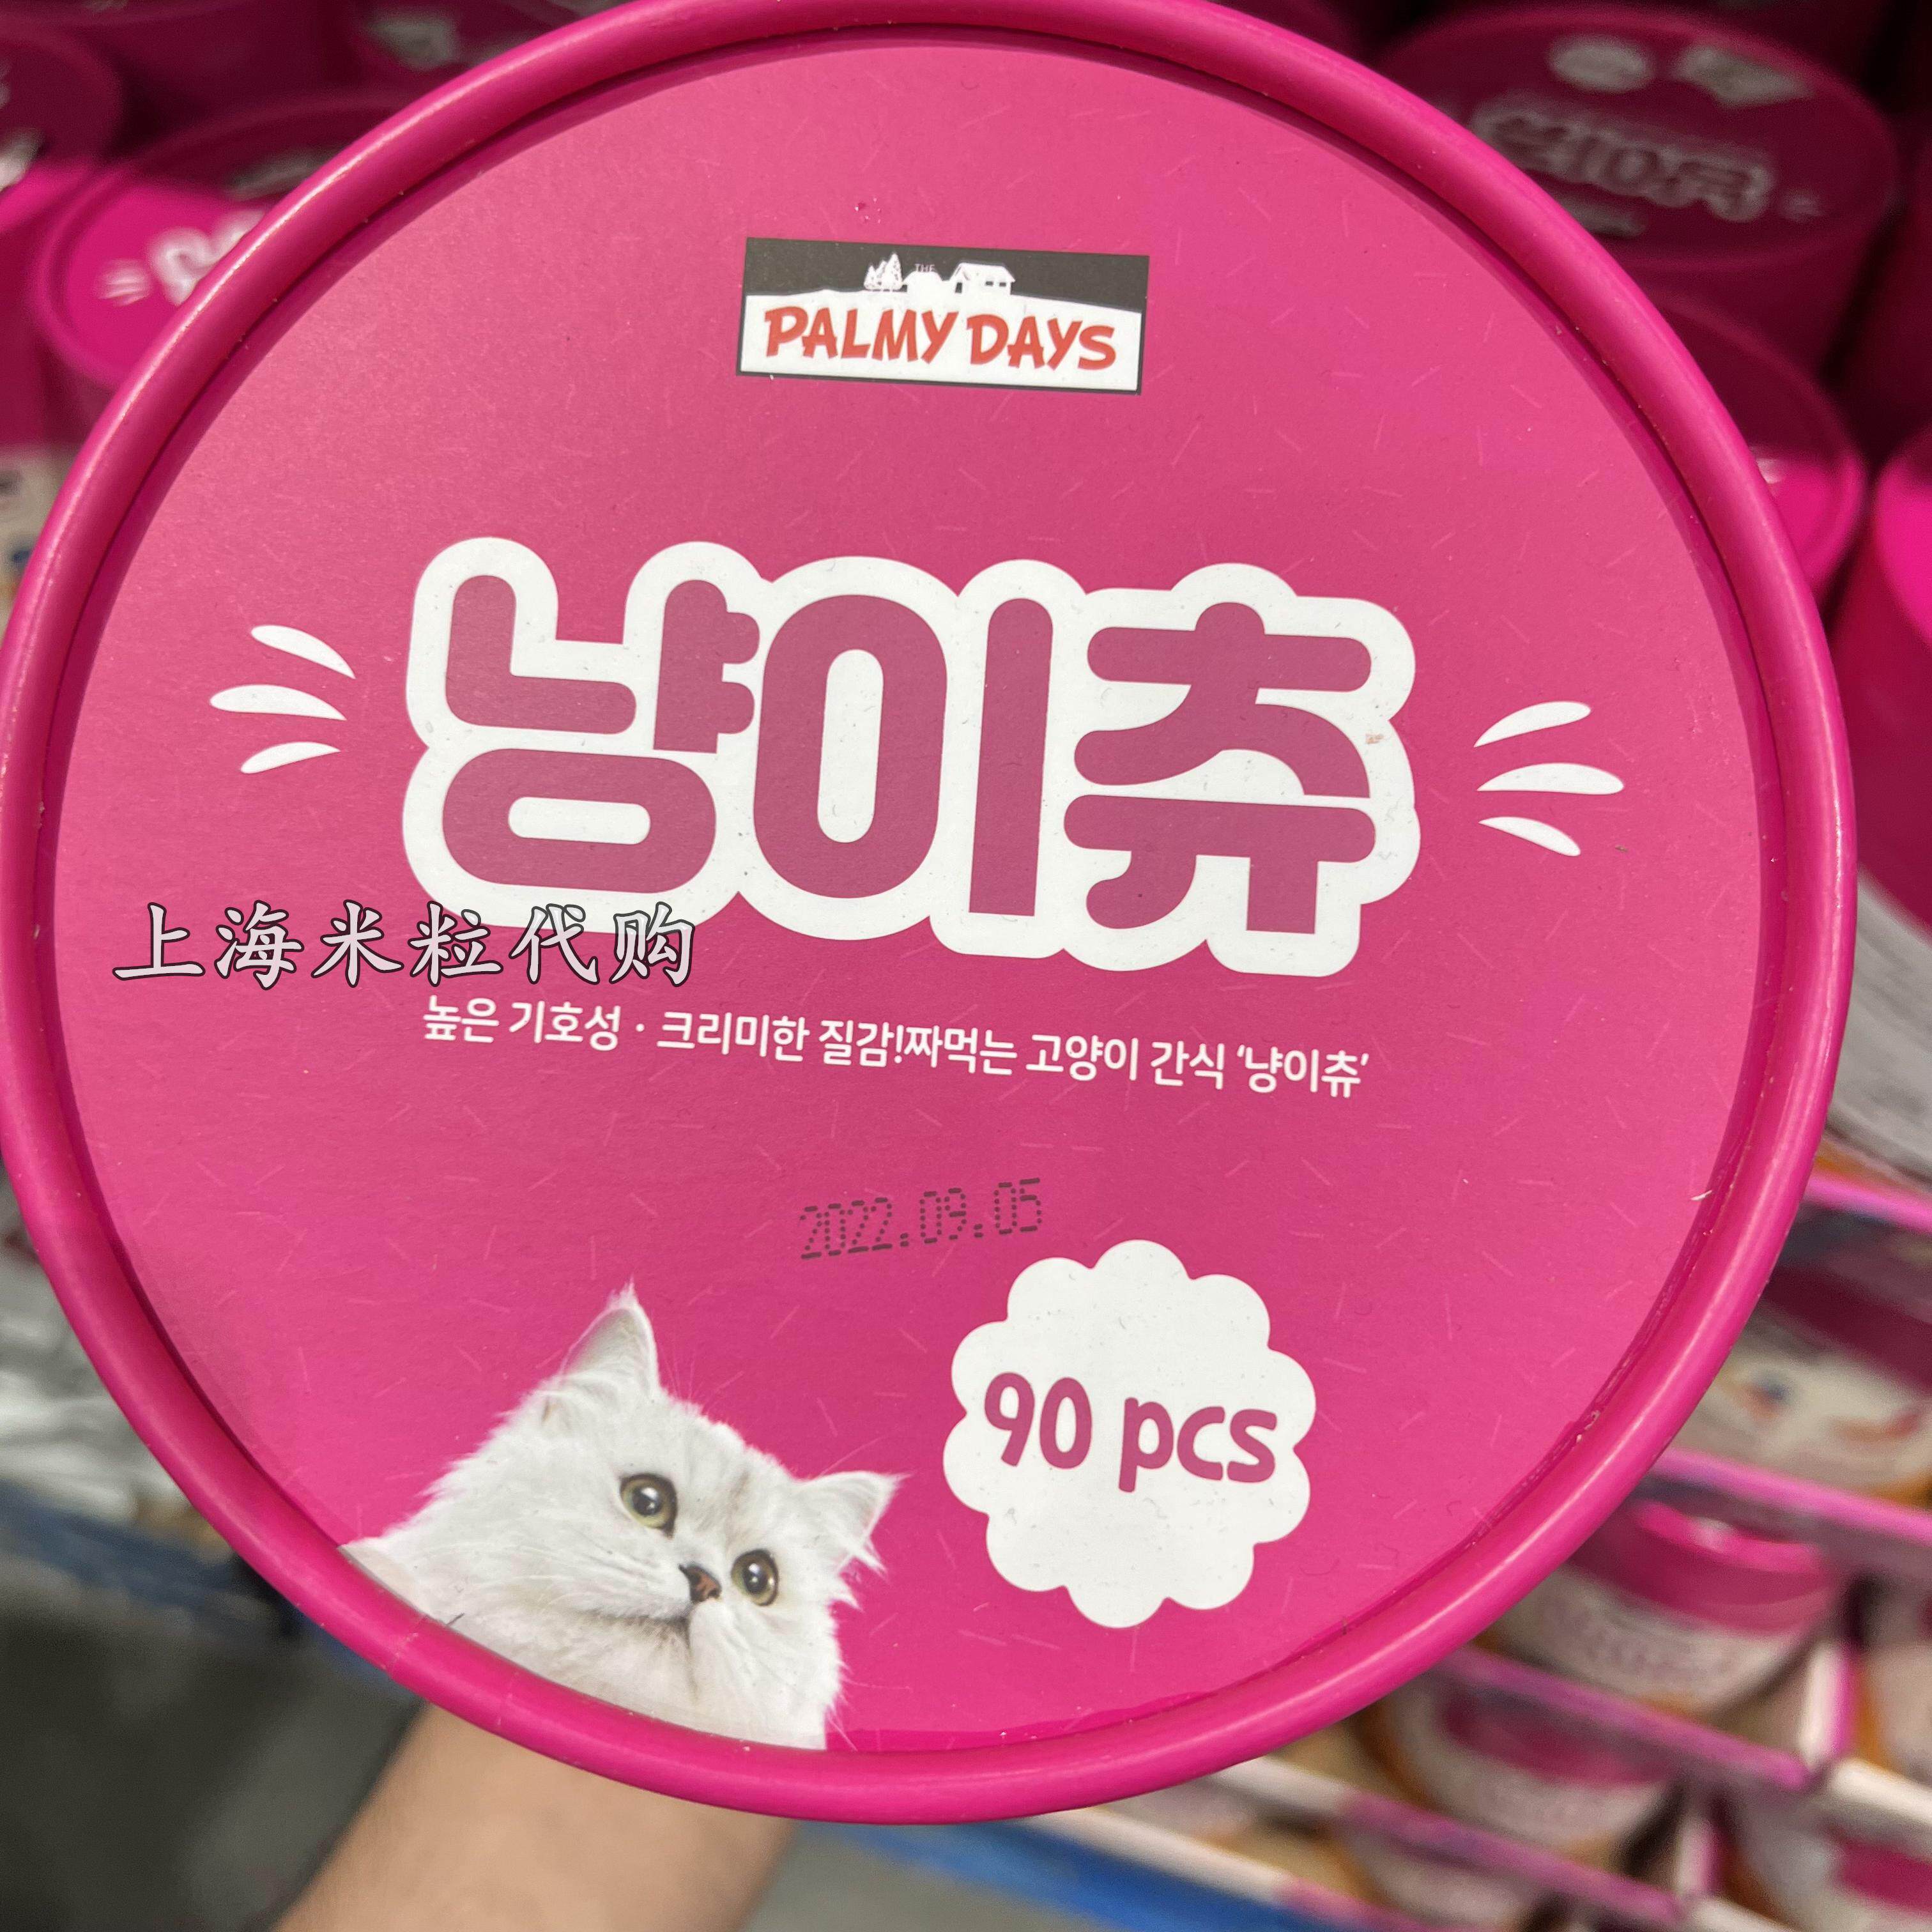 THE
PALMY DAYS
냥이츄
上海米粒代购
높은 기호성 · 크리미한 질감!짜먹는 고양이 간식 ‘냥이츄’
2022.09.05
90 pcs